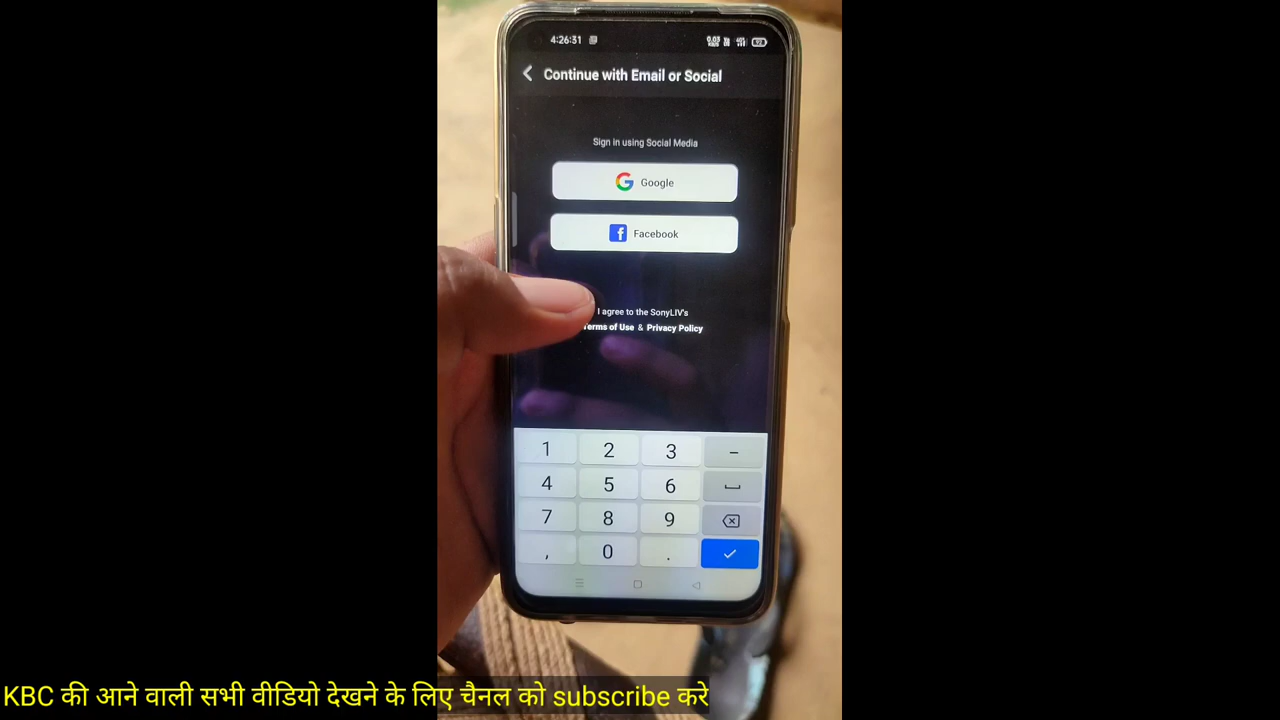 4:26:31
Continue with Email or Social
Sign in using Social Media
Google
Facebook
I agree to the SonyLIV's
Terms of Use & Privacy Policy
1 2 3 -
4 5 6
7 8 9
, 0 .
KBC की आने वाली सभी वीडियो देखने के लिए चैनल को subscribe करे